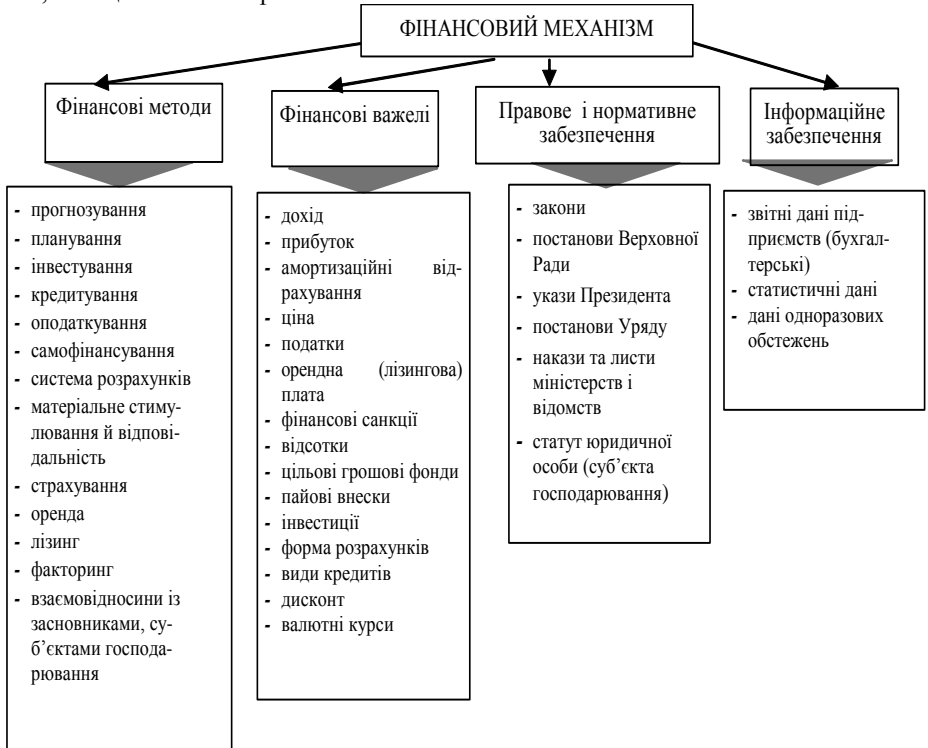 ФІНАНСОВИЙ МЕХАНІЗМ
Фінансові методи
Фінансові важелі
Правове і нормативне
забезпечення
Інформаційне
забезпечення
- прогнозування
- планування
- інвестування
- кредитування
- оподаткування
- самофінансування
- система розрахунків
- матеріальне стиму-
лювання й відпові-
дальність
- страхування
- оренда
- лізинг
- факторинг
- взаємовідносини із
засновниками, су-
б’єктами господа-
рювання
- дохід
- прибуток
- амортизаційні від-
рахування
- ціна
- податки
- орендна (лізингова)
плата
- фінансові санкції
- відсотки
- цільові грошові фонди
- пайові внески
- інвестиції
- форма розрахунків
- види кредитів
- дисконт
- валютні курси
- закони
- постанови Верховної
Ради
- укази Президента
- постанови Уряду
- накази та листи
міністерств і
відомств
- статут юридичної
особи (суб’єкта
господарювання)
- звітні дані під-
приємств (бухгал-
терські)
- статистичні дані
- дані одноразових
обстежень